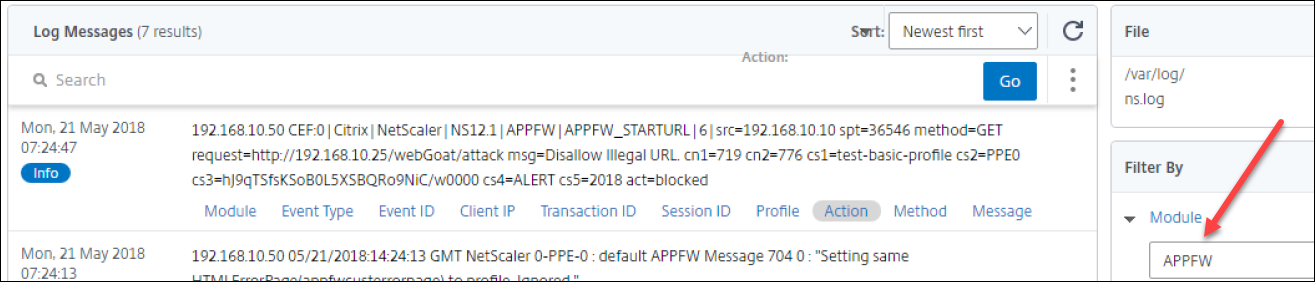 Log Messages (7 results)
Sort:
Newest first
Action:
Search
Go
Mon, 21 May 2018
07:24:47
Info
192.168.10.50 CEF:0|Citrix|NetScaler|NS12.1|APPFW|APPFW_STARTURL|6|src=192.168.10.10 spt=36546 method=GET
request=http://192.168.10.25/webGoat/attack msg=Disallow Illegal URL. cn1=719 cn2=776 cs1=test-basic-profile cs2=PPE0
cs3=hJ9qTSfsKSoB0L5XSBQRo9NiC/w0000 cs4=ALERT cs5=2018 act=blocked
Module Event Type Event ID Client IP Transaction ID Session ID Profile Action Method Message
Mon, 21 May 2018
07:24:13
192.168.10.50 05/21/2018:14:24:13 GMT NetScaler 0-PPE-0 : default APPFW Message 704 0 : "Setting same
HTMLErrorPage(appfwcusterrorpage) to profile. Ignored."
File
/var/log/
ns.log
Filter By
Module
APPFW